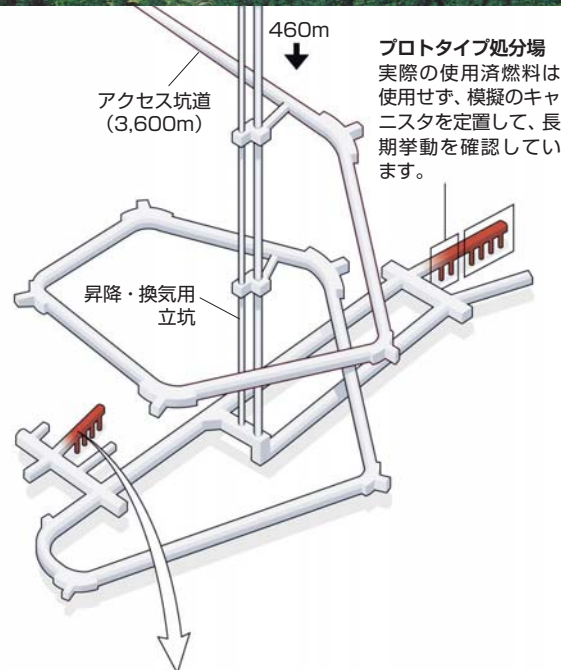 460m
プロトタイプ処分場
実際の使用済燃料は
使用せず、模擬のキャ
ニスタを定置して、長
期挙動を確認してい
ます。
アクセス坑道
（3,600m）
昇降・換気用
立坑